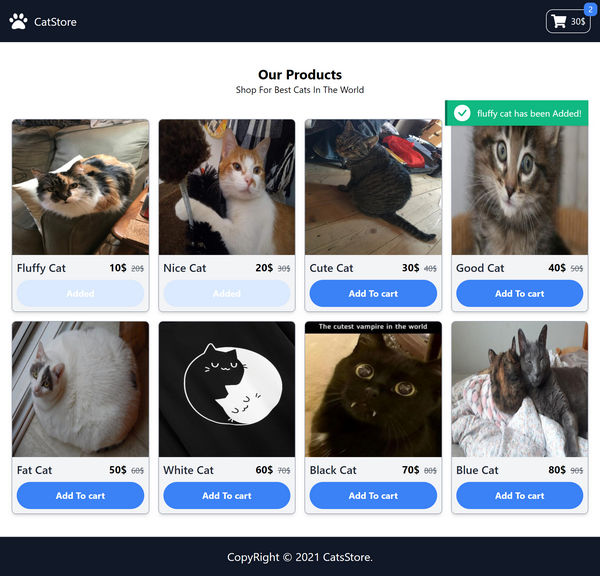 CatStore
2
30$
Our Products
Shop For Best Cats In The World
fluffy cat has been Added!
Fluffy Cat 10$ 20$
Nice Cat 20$ 30$
Cute Cat 30$ 40$
Good Cat 40$ 50$
Added
Added
Add To cart
Add To cart
The cutest vampire in the world
Fat Cat 50$ 60$
White Cat 60$ 70$
Black Cat 70$ 80$
Blue Cat 80$ 90$
Add To cart
Add To cart
Add To cart
Add To cart
CopyRight © 2021 CatsStore.